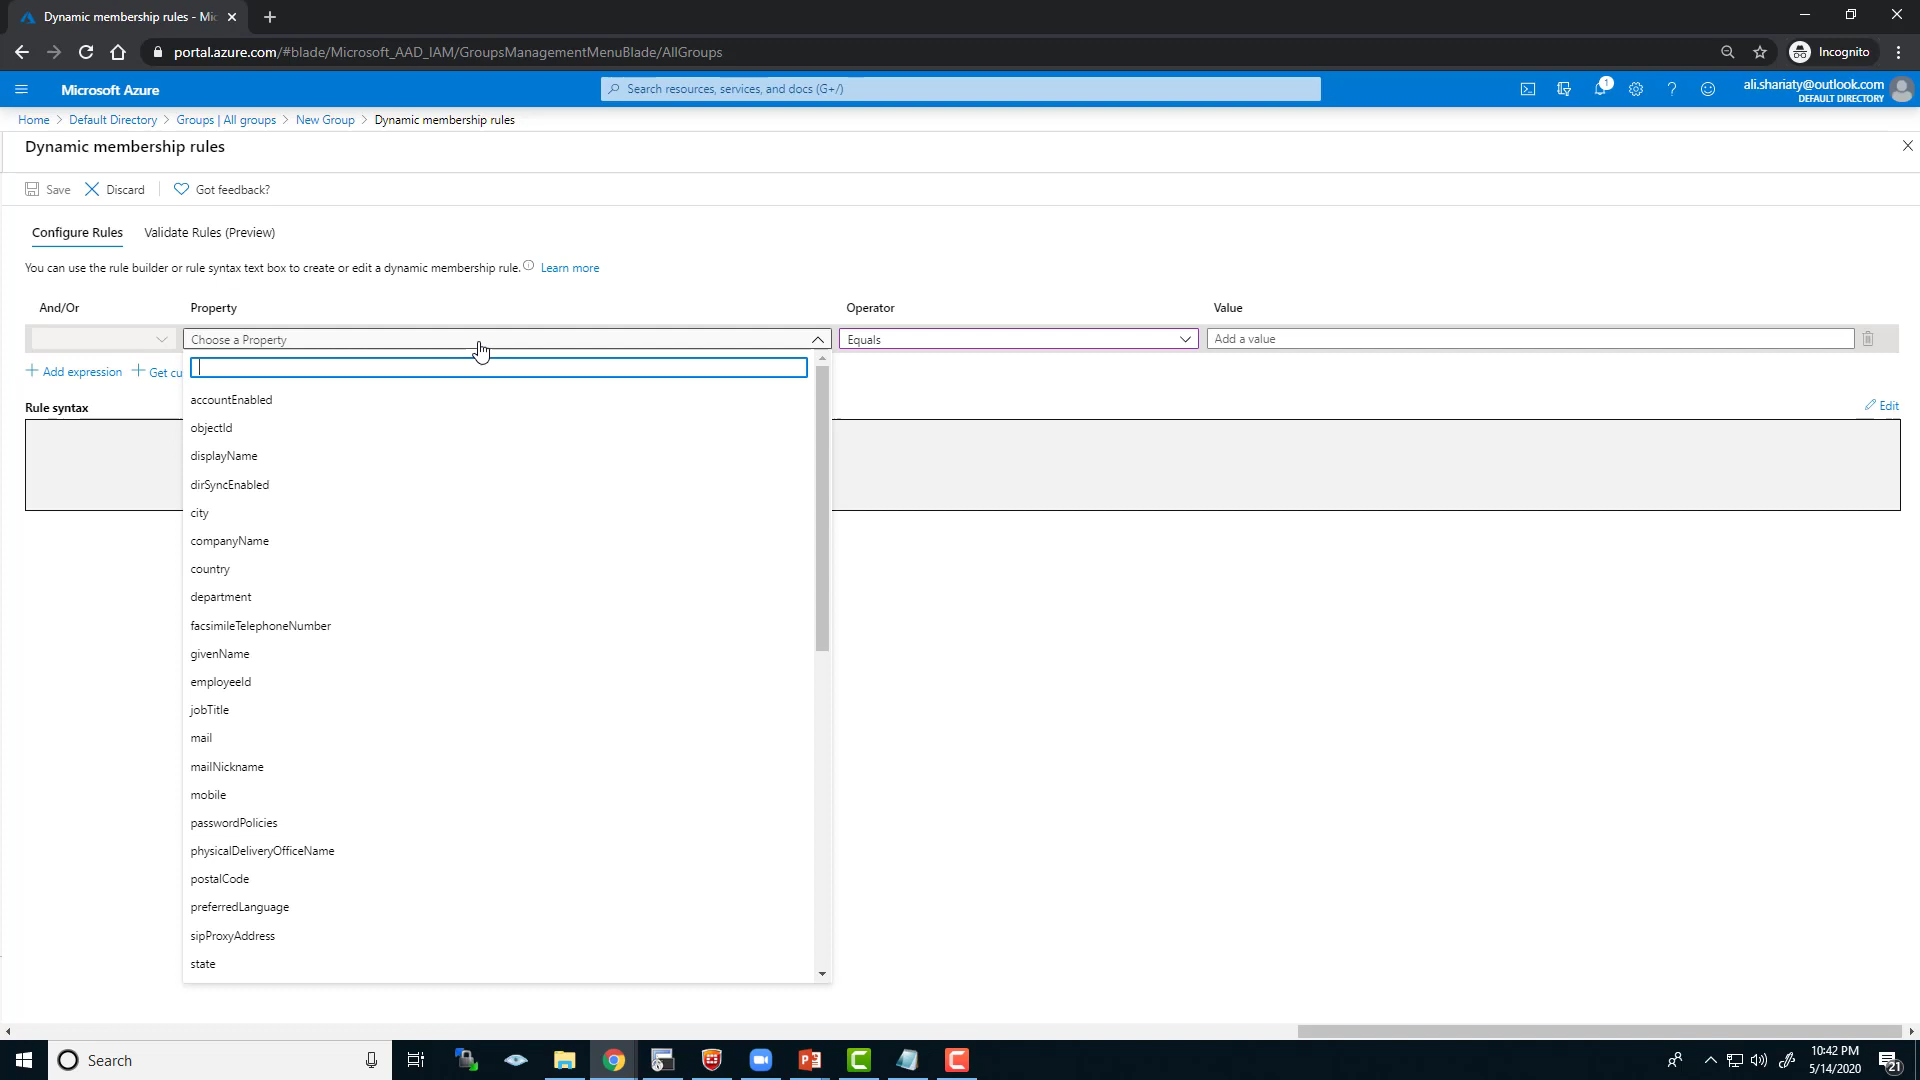 Dynamic membership rules - Mic
portal.azure.com/#blade/Microsoft_AAD_IAM/GroupsManagementMenuBlade/AllGroups
Incognito
Microsoft Azure
Search resources, services, and docs (G+/)
1
ali.shariaty@outlook.com
DEFAULT DIRECTORY
Home > Default Directory > Groups | All groups > New Group > Dynamic membership rules
Dynamic membership rules
Save Discard Got feedback?
Configure Rules Validate Rules (Preview)
You can use the rule builder or rule syntax text box to create or edit a dynamic membership rule. Learn more
And/Or Property Operator Value
Choose a Property Equals Add a value
+ Add expression + Get cu
Rule syntax
Edit
accountEnabled
objectId
displayName
dirSyncEnabled
city
companyName
country
department
facsimileTelephoneNumber
givenName
employeeId
jobTitle
mail
mailNickname
mobile
passwordPolicies
physicalDeliveryOfficeName
postalCode
preferredLanguage
sipProxyAddress
state
Search
10:42 PM
5/14/2020
21